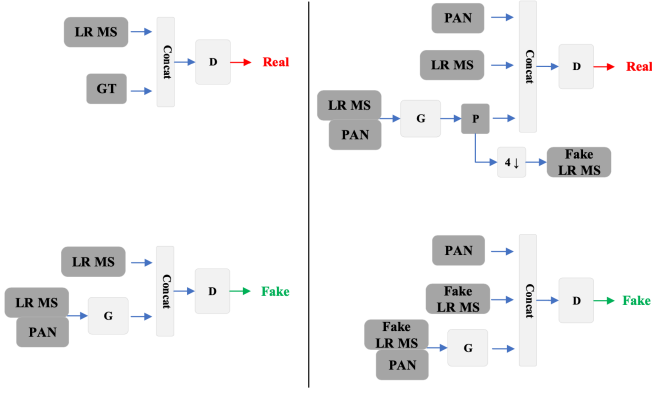 LR MS
GT
Concat
D
Real
PAN
LR MS
LR MS
PAN
G
P
Concat
D
Real
4↓
Fake
LR MS
LR MS
LR MS
PAN
G
Concat
D
Fake
PAN
Fake
LR MS
Fake
LR MS
PAN
G
Concat
D
Fake